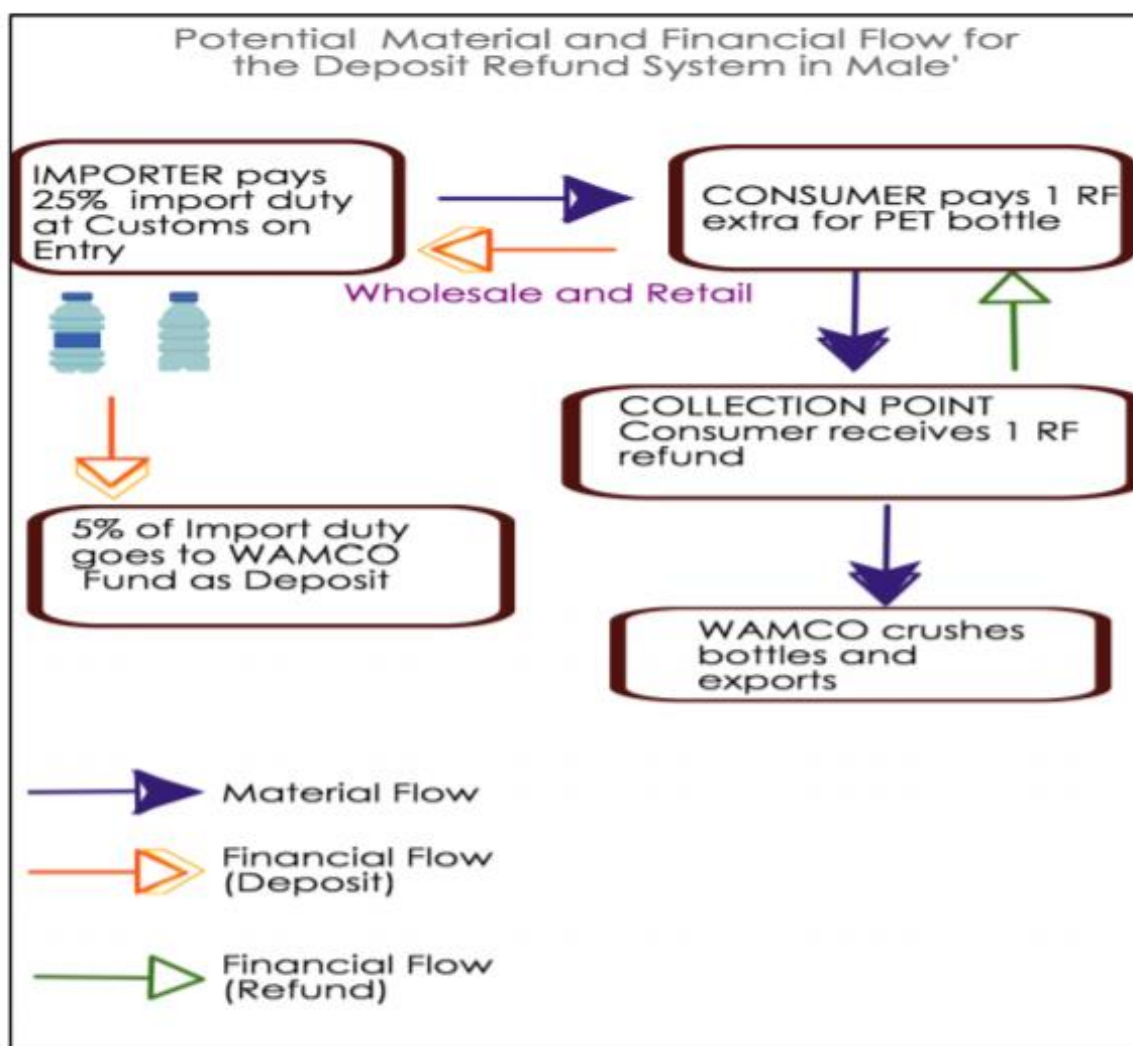 Potential Material and Financial Flow for
the Deposit Refund System in Male'
IMPORTER pays
25% import duty
at Customs on
Entry
CONSUMER pays 1 RF
extra for PET bottle
Wholesale and Retail
COLLECTION POINT
Consumer receives 1 RF
refund
5% of Import duty
goes to WAMCO
Fund as Deposit
WAMCO crushes
bottles and
exports
Material Flow
Financial Flow
(Deposit)
Financial Flow
(Refund)